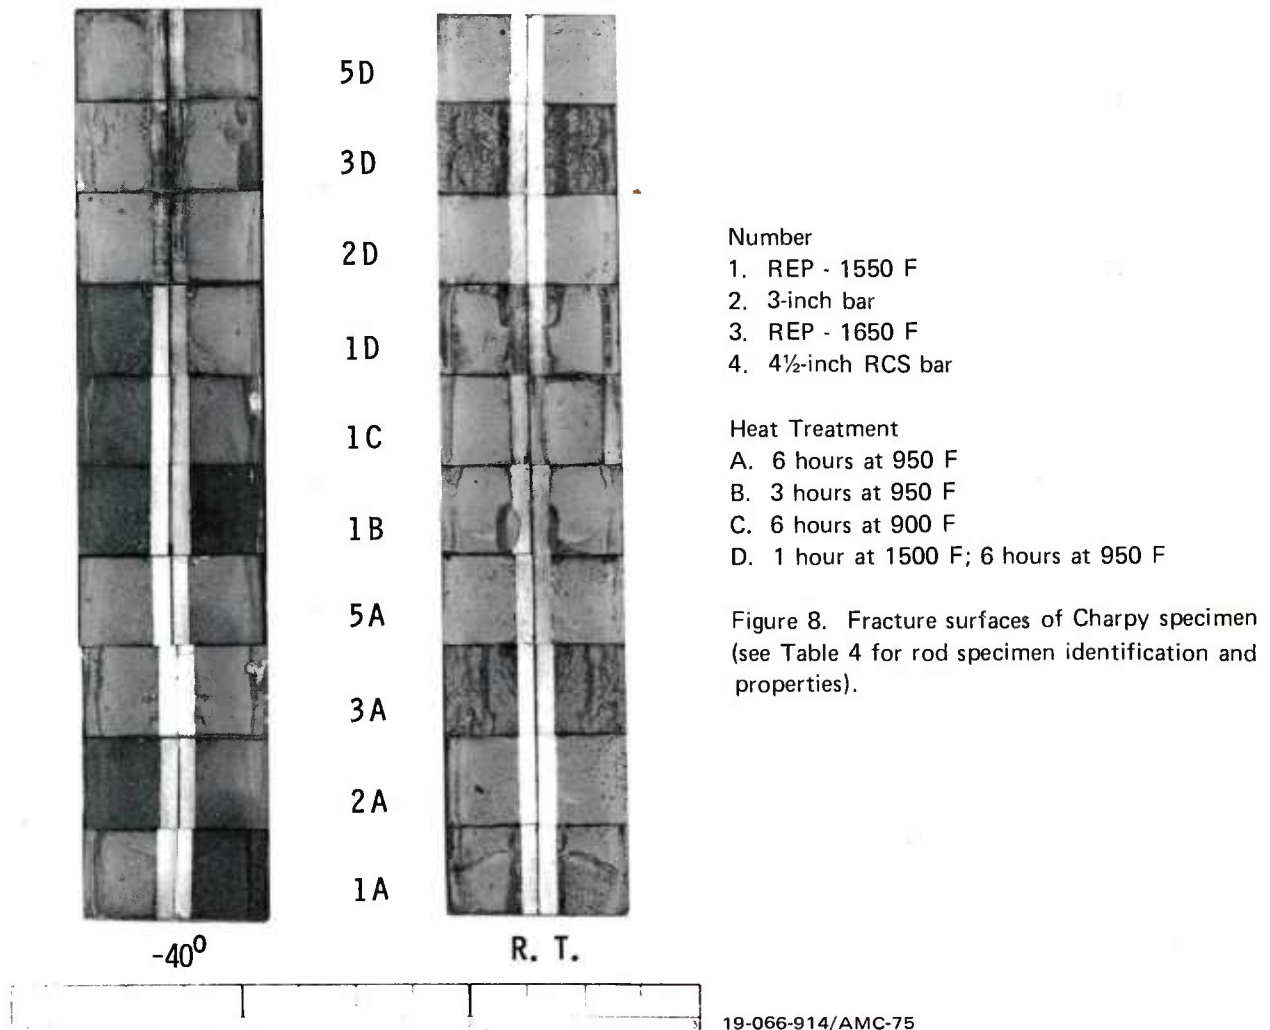 5D
3D
2D
1D
1C
1B
5A
3A
2A
1A
-40⁰
R. T.
Number
1. REP - 1550 F
2. 3-inch bar
3. REP - 1650 F
4. 4½-inch RCS bar
Heat Treatment
A. 6 hours at 950 F
B. 3 hours at 950 F
C. 6 hours at 900 F
D. 1 hour at 1500 F; 6 hours at 950 F
Figure 8. Fracture surfaces of Charpy specimen
(see Table 4 for rod specimen identification and
properties).
3
19-066-914/AMC-75